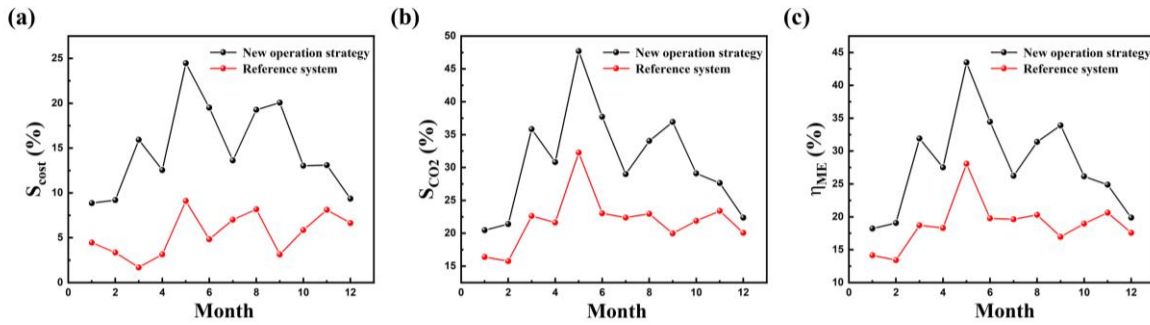 (a)
25
20
15
10
5
0
S_cost (%)
New operation strategy
Reference system
0 2 4 6 8 10 12
Month
(b)
50
45
40
35
30
25
20
15
S_CO2 (%)
New operation strategy
Reference system
0 2 4 6 8 10 12
Month
(c)
45
40
35
30
25
20
15
10
η_ME (%)
New operation strategy
Reference system
0 2 4 6 8 10 12
Month